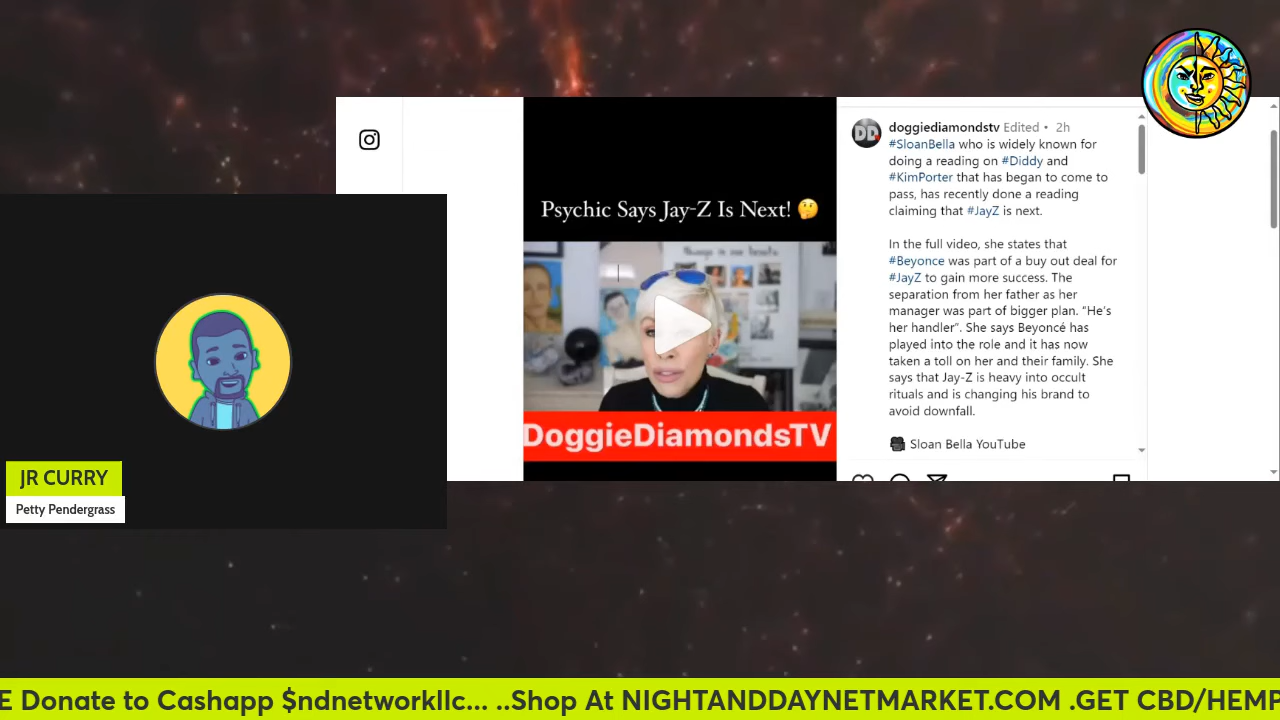 Psychic Says Jay-Z Is Next! 🤔
DoggieDiamondsTV
DD
doggiediamondstv Edited • 2h
#SloanBella who is widely known for
doing a reading on #Diddy and
#KimPorter that has began to come to
pass, has recently done a reading
claiming that #JayZ is next.
In the full video, she states that
#Beyonce was part of a buy out deal for
#JayZ to gain more success. The
separation from her father as her
manager was part of bigger plan. “He's
her handler”. She says Beyoncé has
played into the role and it has now
taken a toll on her and their family. She
says that Jay-Z is heavy into occult
rituals and is changing his brand to
avoid downfall.
🎥 Sloan Bella YouTube
JR CURRY
Petty Pendergrass
E Donate to Cashapp $ndnetworkllc... ..Shop At NIGHTANDDAYNETMARKET.COM .GET CBD/HEMP